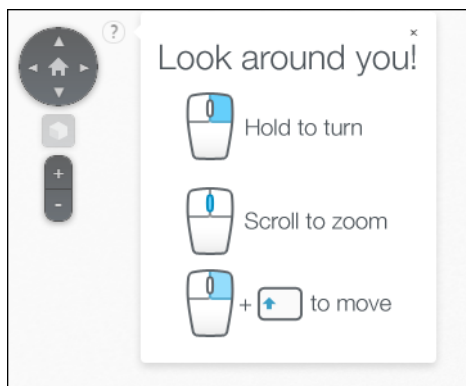 ?
×
Look around you!
Hold to turn
+
-
Scroll to zoom
+ to move